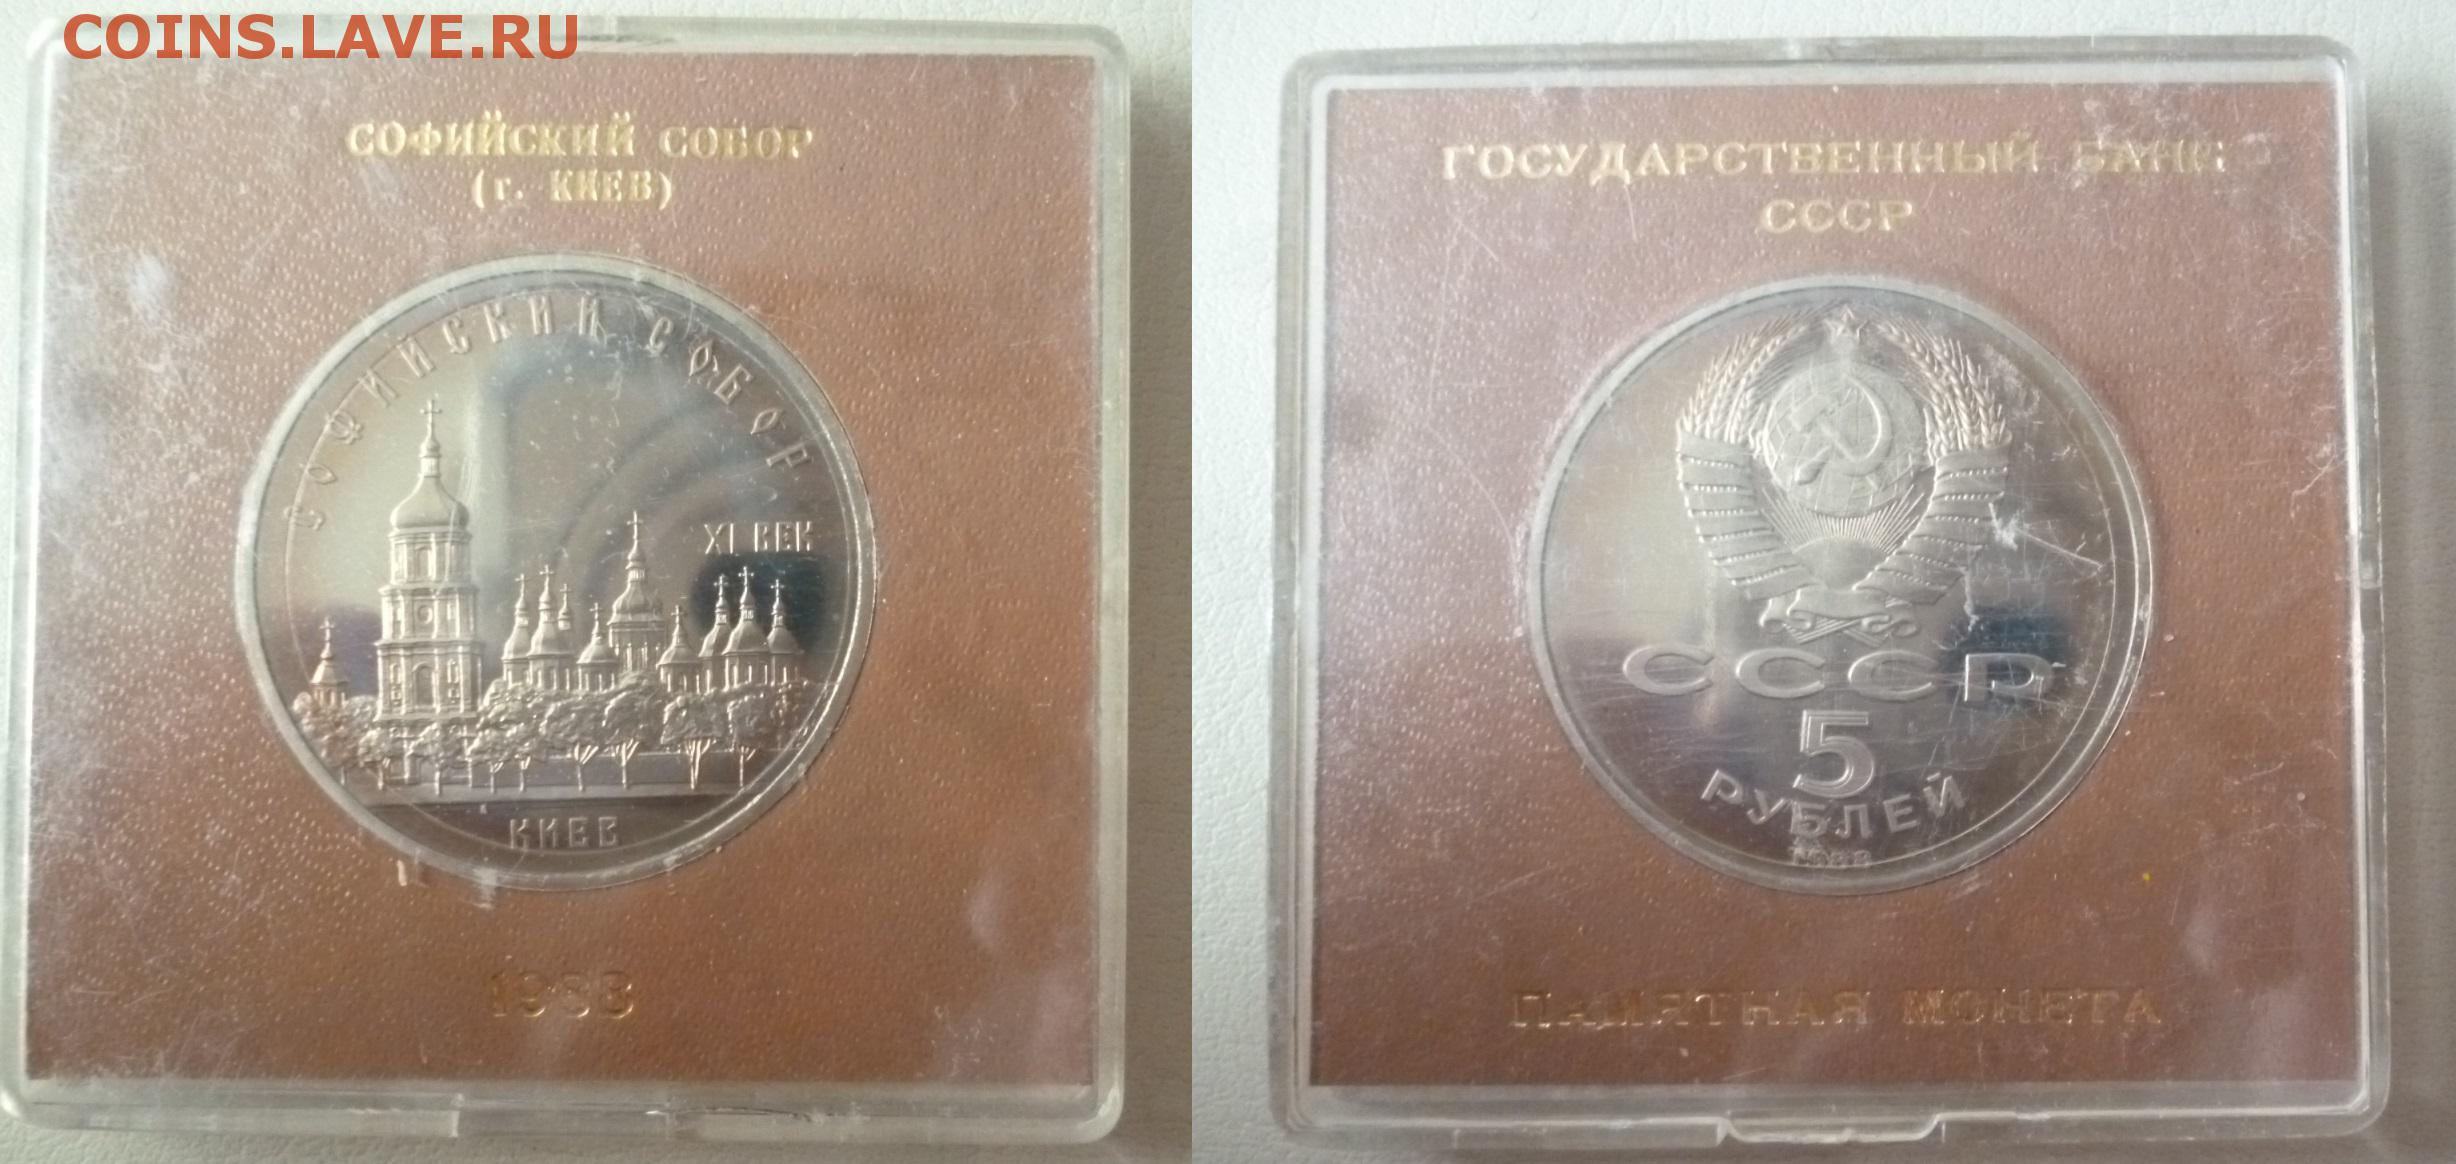 COINS.LAVE.RU
СОФИЙСКИЙ СОБОР
(г. КИЕВ)
СОФИЙСКИЙ СОБОР
XI ВЕК
КИЕВ
1988
ГОСУДАРСТВЕННЫЙ БАНК
СССР
СССР
5
РУБЛЕЙ
1988
ПАМЯТНАЯ МОНЕТА